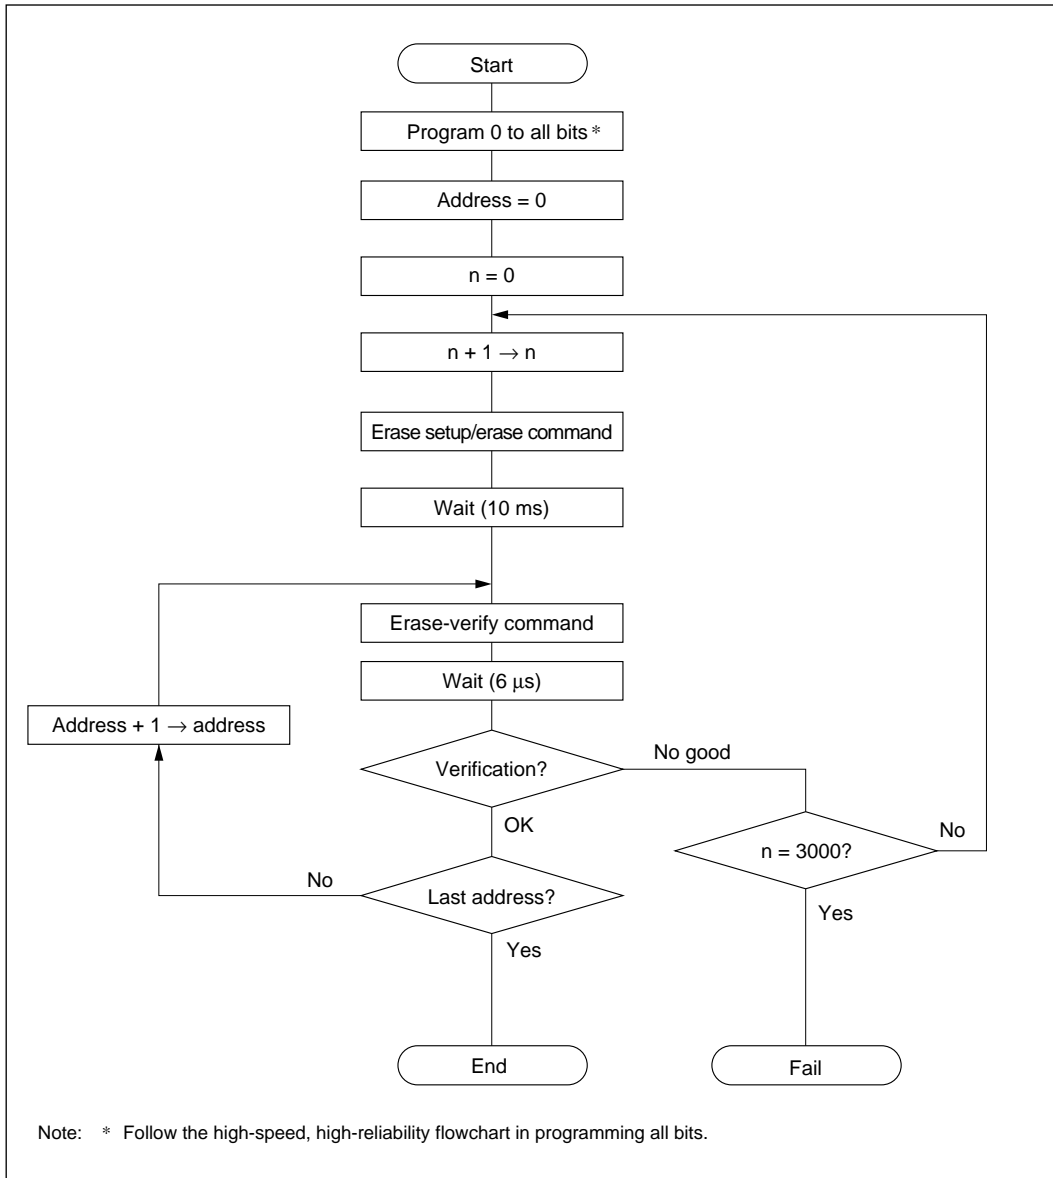 Start
Program 0 to all bits *
Address = 0
n = 0
n + 1 → n
Erase setup/erase command
Wait (10 ms)
Erase-verify command
Wait (6 µs)
Address + 1 → address
Verification?
No good
OK
n = 3000?
No
No
Last address?
Yes
Yes
End
Fail
Note: * Follow the high-speed, high-reliability flowchart in programming all bits.